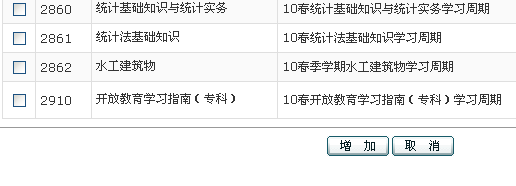 2860 统计基础知识与统计实务 10春统计基础知识与统计实务学习周期
2861 统计法基础知识 10春统计法基础知识学习周期
2862 水工建筑物 10春季学期水工建筑物学习周期
2910 开放教育学习指南（专科） 10春开放教育学习指南（专科）学习周期
增 加 取 消